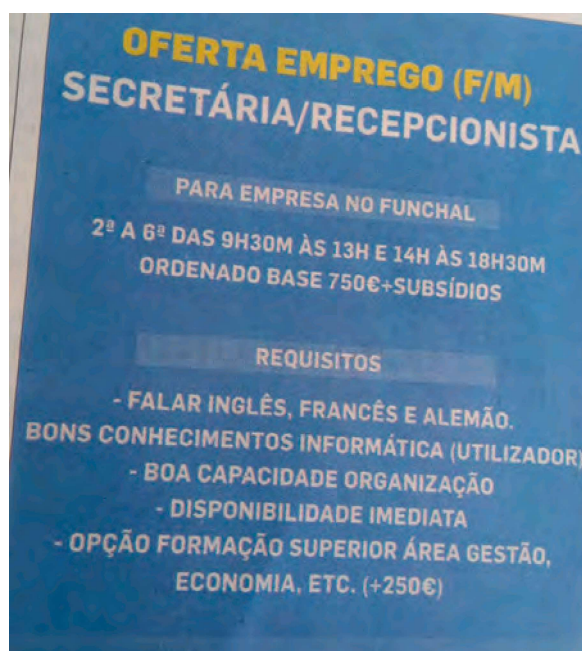 OFERTA EMPREGO (F/M)
SECRETÁRIA/RECEPCIONISTA
PARA EMPRESA NO FUNCHAL
2ª A 6ª DAS 9H30M ÀS 13H E 14H ÀS 18H30M
ORDENADO BASE 750€+SUBSÍDIOS
REQUISITOS
- FALAR INGLÊS, FRANCÊS E ALEMÃO.
BONS CONHECIMENTOS INFORMÁTICA (UTILIZADOR)
- BOA CAPACIDADE ORGANIZAÇÃO
- DISPONIBILIDADE IMEDIATA
- OPÇÃO FORMAÇÃO SUPERIOR ÁREA GESTÃO,
ECONOMIA, ETC. (+250€)